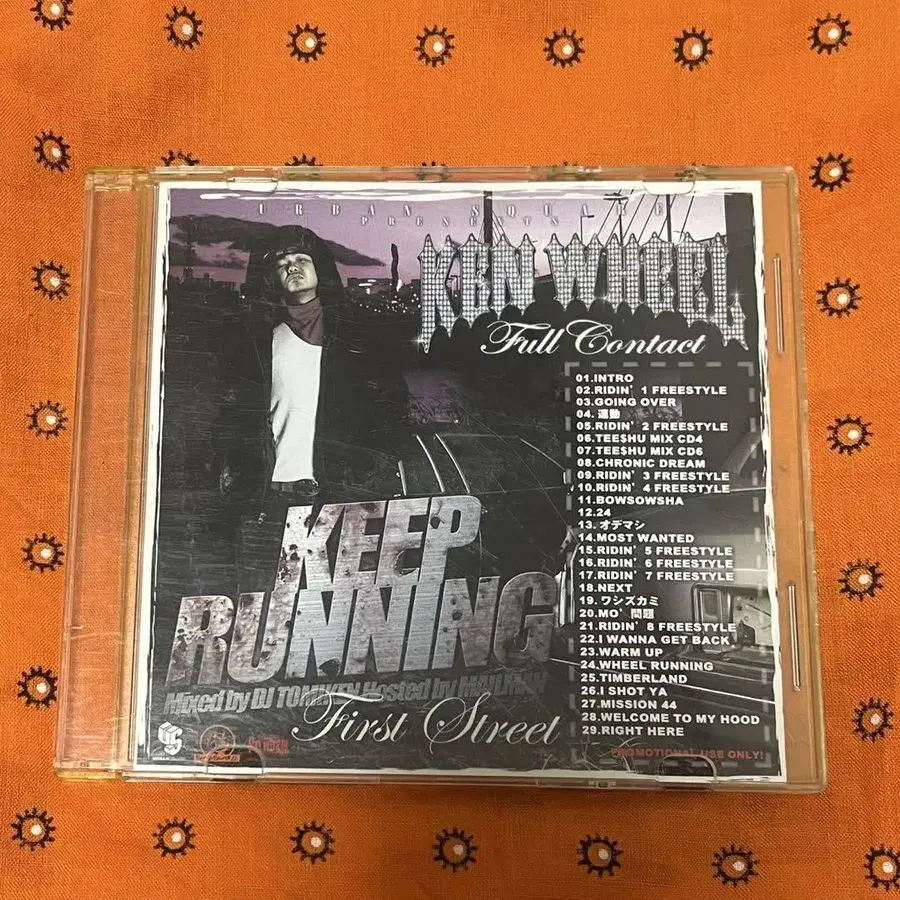 URBAN SQUARE
PRESENTS
KEN WHEEL
Full Contact
01.INTRO
02.RIDIN' 1 FREESTYLE
03.GOING OVER
04. 運動
05.RIDIN' 2 FREESTYLE
06.TEE$HU MIX CD4
07.TEE$HU MIX CD6
08.CHRONIC DREAM
09.RIDIN' 3 FREESTYLE
10.RIDIN' 4 FREESTYLE
11.BOWSOWSHA
12.24
13. オデマシ
14.MOST WANTED
15.RIDIN' 5 FREESTYLE
16.RIDIN' 6 FREESTYLE
17.RIDIN' 7 FREESTYLE
18.NEXT
19. ワシズカミ
20.MO' 問題
21.RIDIN' 8 FREESTYLE
22.I WANNA GET BACK
23.WARM UP
24.WHEEL RUNNING
25.TIMBERLAND
26.I SHOT YA
27.MISSION 44
28.WELCOME TO MY HOOD
29.RIGHT HERE
PROMOTIONAL USE ONLY!
KEEP
RUNNING
Mixed by DJ Hosted by
First Street